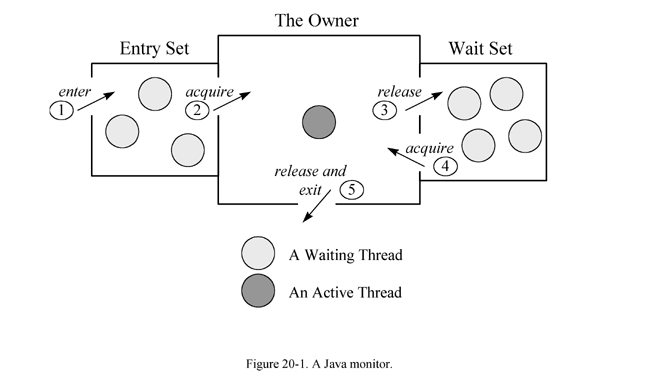 The Owner
Entry Set
Wait Set
enter
1
acquire
2
release
3
acquire
4
release and
exit
5
A Waiting Thread
An Active Thread
Figure 20-1. A Java monitor.